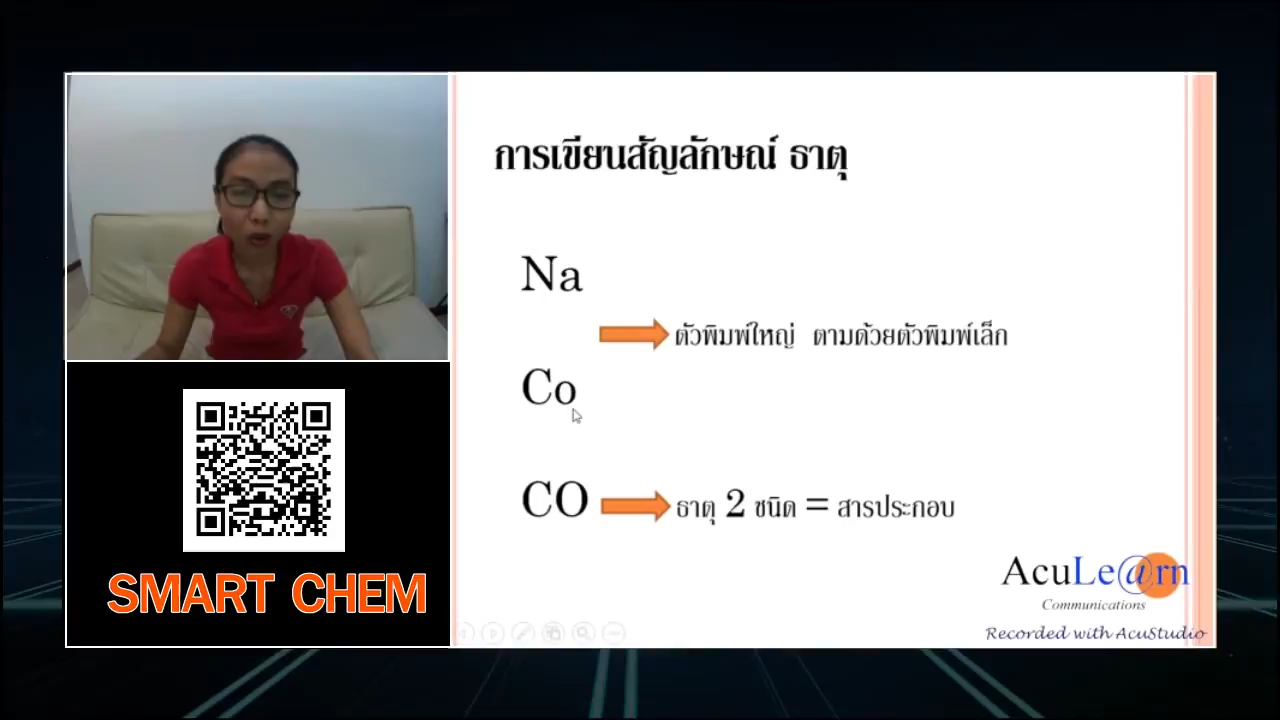 การเขียนสัญลักษณ์ ธาตุ
Na
ตัวพิมพ์ใหญ่ ตามด้วยตัวพิมพ์เล็ก
Co
CO
ธาตุ 2 ชนิด = สารประกอบ
SMART CHEM
AcuLe@rn
Communications
Recorded with AcuStudio